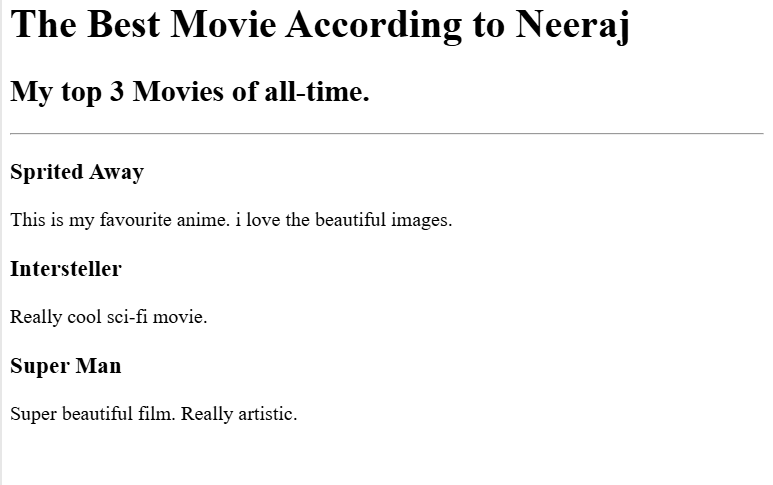 The Best Movie According to Neeraj
My top 3 Movies of all-time.
Sprited Away
This is my favourite anime. i love the beautiful images.
Intersteller
Really cool sci-fi movie.
Super Man
Super beautiful film. Really artistic.